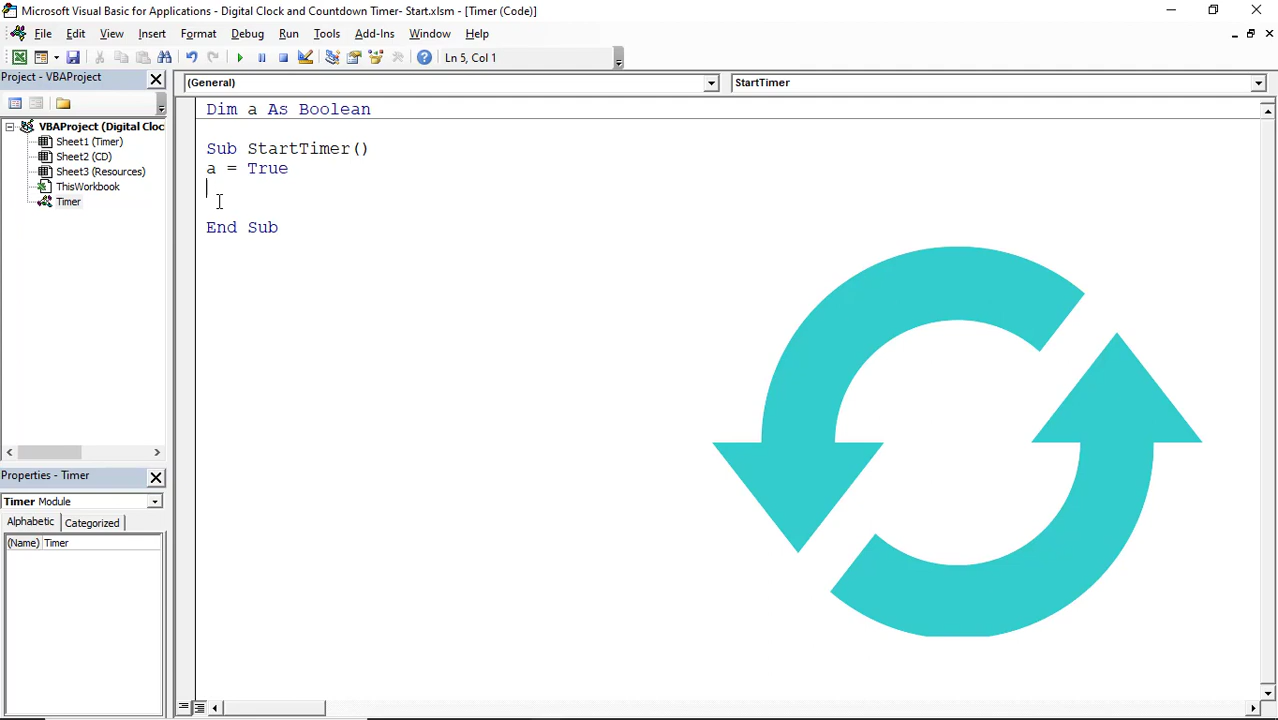 Microsoft Visual Basic for Applications - Digital Clock and Countdown Timer- Start.xlsm - [Timer (Code)]
File Edit View Insert Format Debug Run Tools Add-Ins Window Help
Ln 5, Col 1
Project - VBAProject
(General)
StartTimer
VBAProject (Digital Cloc
Sheet1 (Timer)
Sheet2 (CD)
Sheet3 (Resources)
ThisWorkbook
Timer
Dim a As Boolean
Sub StartTimer()
a = True
End Sub
Properties - Timer
Timer Module
Alphabetic Categorized
(Name) Timer